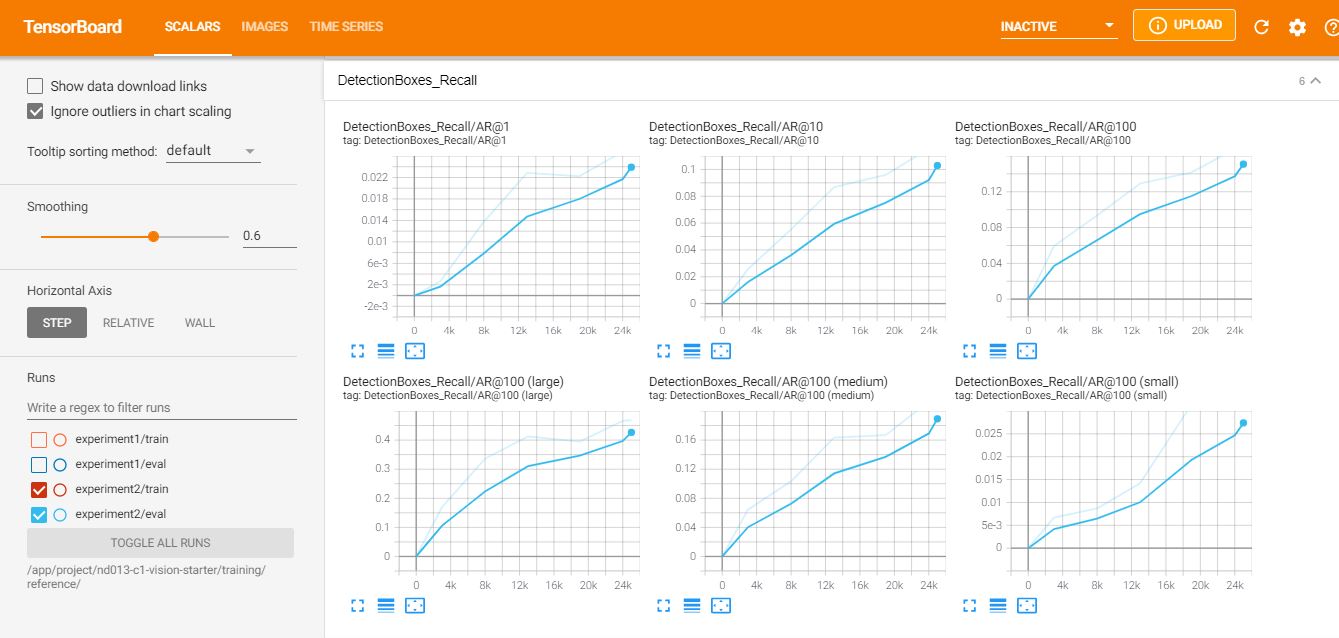 TensorBoard SCALARS IMAGES TIME SERIES INACTIVE UPLOAD
Show data download links
Ignore outliers in chart scaling
Tooltip sorting method: default
Smoothing
0.6
Horizontal Axis
STEP RELATIVE WALL
Runs
Write a regex to filter runs
experiment1/train
experiment1/eval
experiment2/train
experiment2/eval
TOGGLE ALL RUNS
/app/project/nd013-c1-vision-starter/training/
reference/
DetectionBoxes_Recall 6
DetectionBoxes_Recall/AR@1
tag: DetectionBoxes_Recall/AR@1
0.022
0.018
0.014
0.01
6e-3
2e-3
-2e-3
0 4k 8k 12k 16k 20k 24k
DetectionBoxes_Recall/AR@10
tag: DetectionBoxes_Recall/AR@10
0.1
0.08
0.06
0.04
0.02
0
0 4k 8k 12k 16k 20k 24k
DetectionBoxes_Recall/AR@100
tag: DetectionBoxes_Recall/AR@100
0.12
0.08
0.04
0
0 4k 8k 12k 16k 20k 24k
DetectionBoxes_Recall/AR@100 (large)
tag: DetectionBoxes_Recall/AR@100 (large)
0.4
0.3
0.2
0.1
0
0 4k 8k 12k 16k 20k 24k
DetectionBoxes_Recall/AR@100 (medium)
tag: DetectionBoxes_Recall/AR@100 (medium)
0.16
0.12
0.08
0.04
0
0 4k 8k 12k 16k 20k 24k
DetectionBoxes_Recall/AR@100 (small)
tag: DetectionBoxes_Recall/AR@100 (small)
0.025
0.02
0.015
0.01
5e-3
0
0 4k 8k 12k 16k 20k 24k